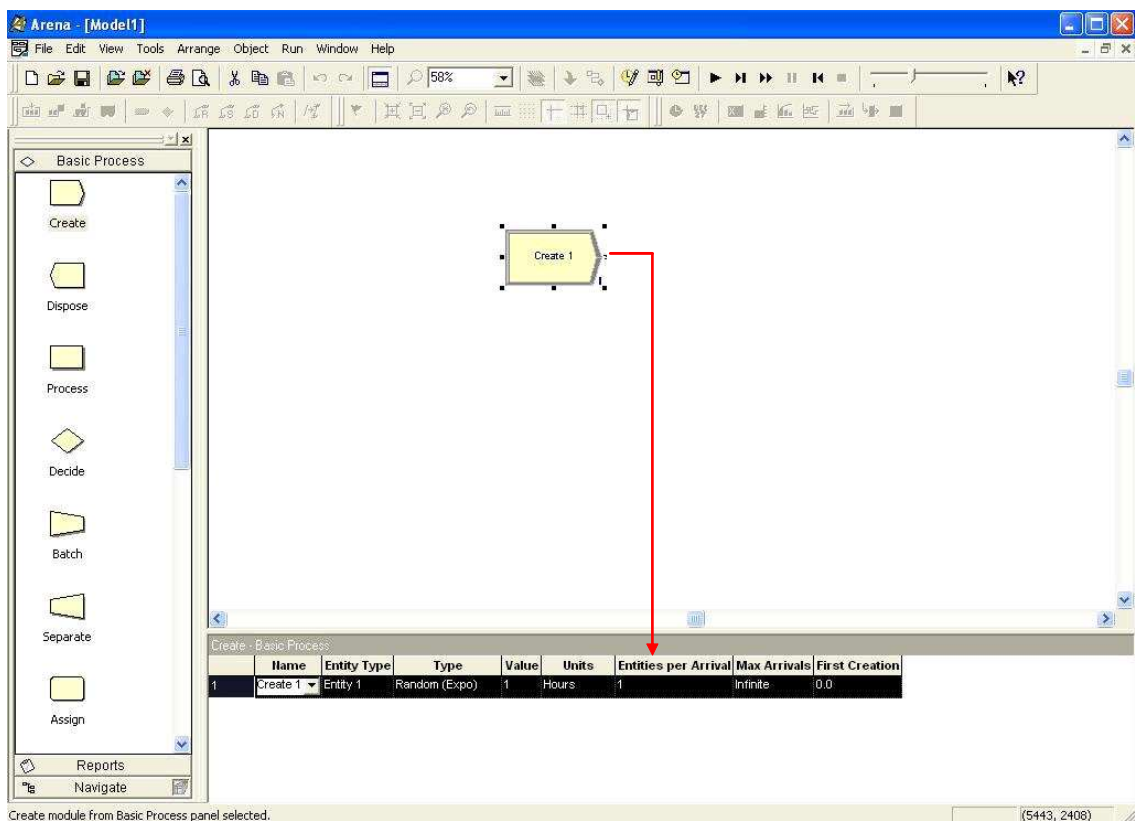 Arena - [Model1]
File Edit View Tools Arrange Object Run Window Help
58%
Basic Process
Create
Dispose
Process
Decide
Batch
Separate
Assign
Reports
Navigate
Create 1
Create - Basic Process
Name Entity Type Type Value Units Entities per Arrival Max Arrivals First Creation
1 Create 1 Entity 1 Random (Expo) 1 Hours 1 Infinite 0.0
Create module from Basic Process panel selected.
(5443, 2408)